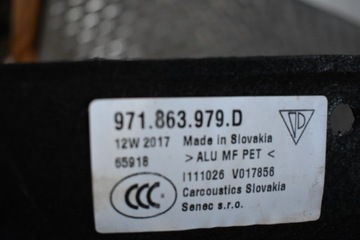 971.863.979.D
12W 2017 Made in Slovakia
65918 > ALU MF PET <
I111026 V017856
CCC Carcoustics Slovakia
Senec s.r.o.